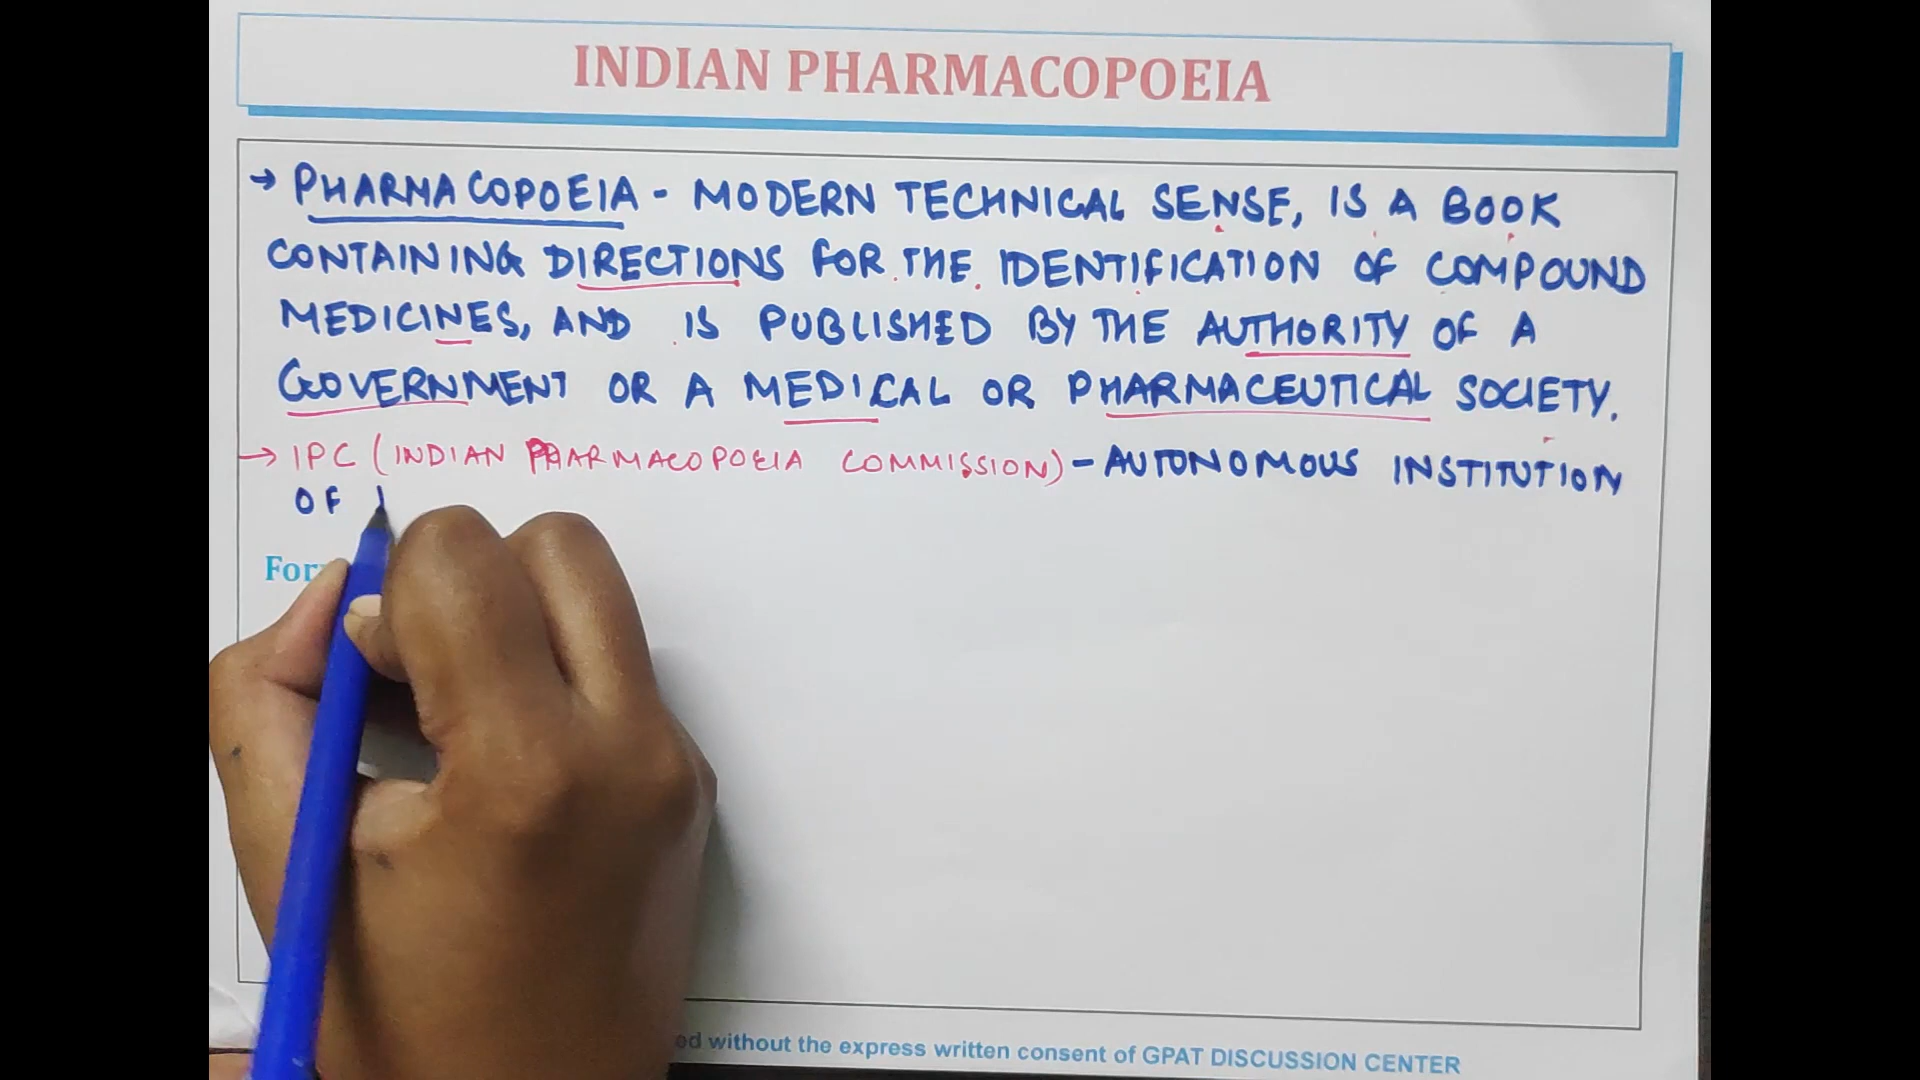 INDIAN PHARMACOPOEIA
→ PHARMACOPOEIA - MODERN TECHNICAL SENSE, IS A BOOK
CONTAINING DIRECTIONS FOR THE IDENTIFICATION OF COMPOUND
MEDICINES, AND IS PUBLISHED BY THE AUTHORITY OF A
GOVERNMENT OR A MEDICAL OR PHARMACEUTICAL SOCIETY.
→ IPC (INDIAN PHARMACOPOEIA COMMISSION) - AUTONOMOUS INSTITUTION
OF
without the express written consent of GPAT DISCUSSION CENTER